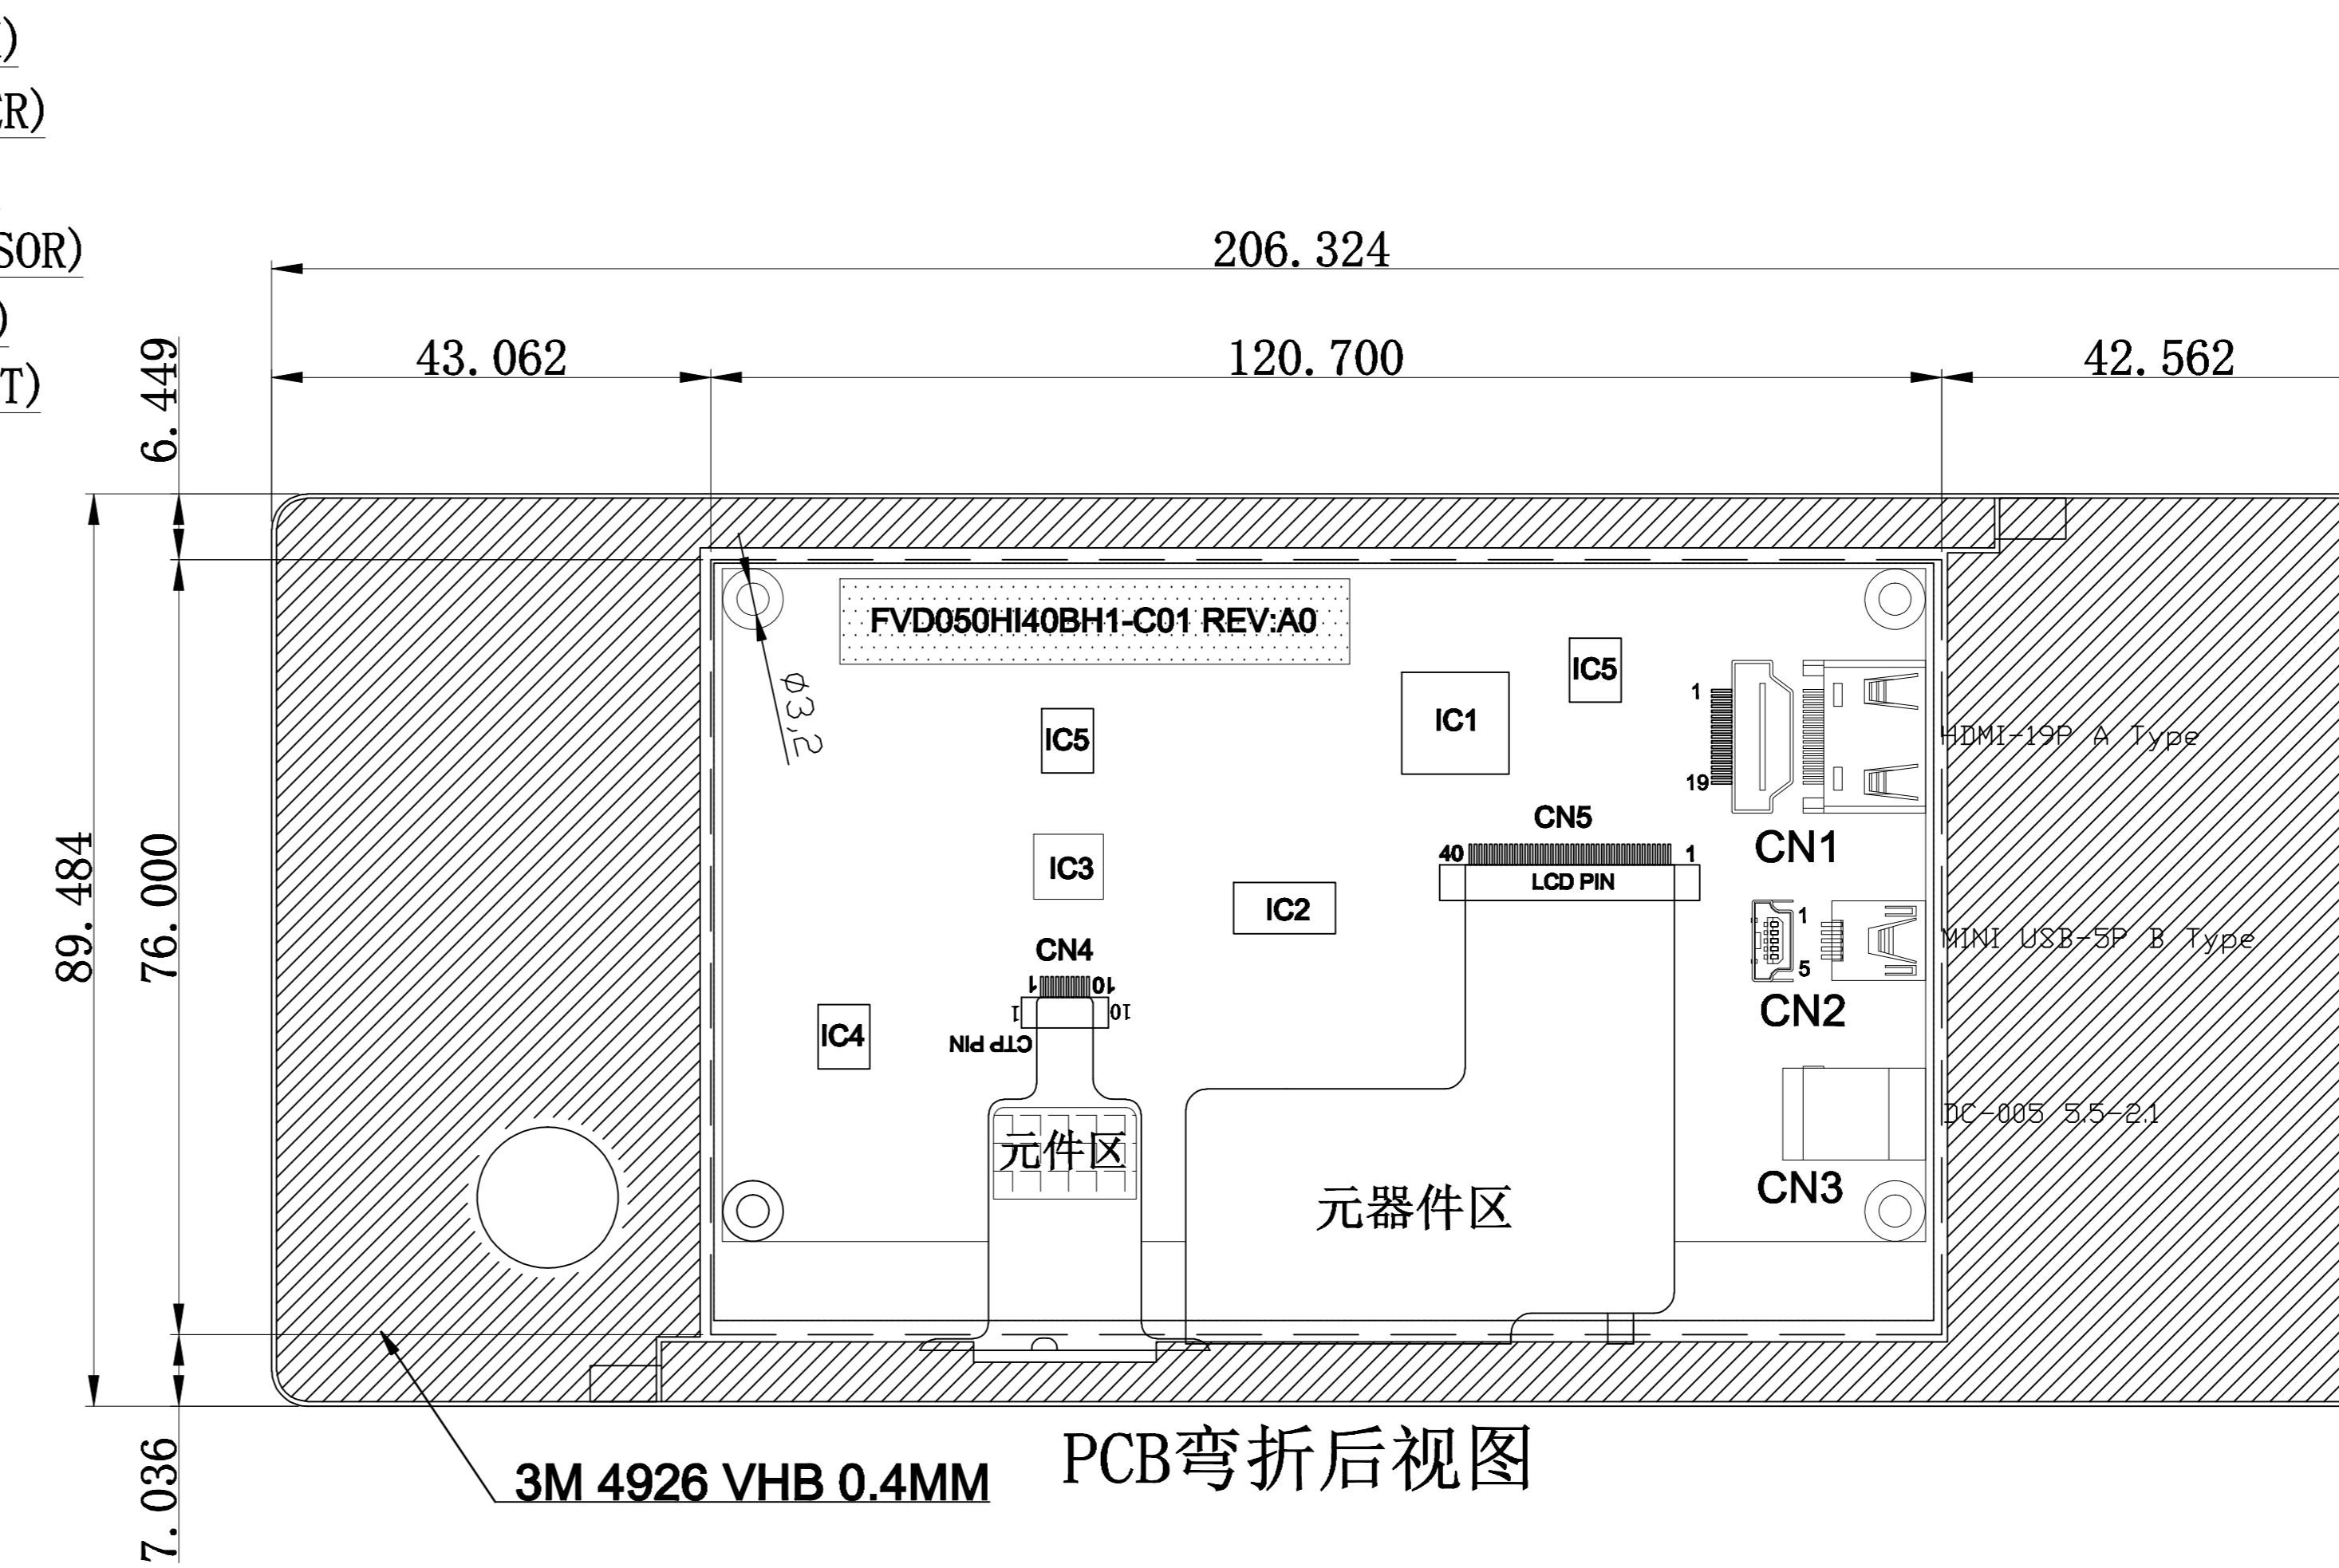 )
ER)
SOR)
)
T)
206.324
43.062
120.700
42.562
6.449
89.484
76.000
7.036
FVD050HI40BH1-C01 REV:A0
φ3.2
IC5
IC5
IC1
1
19
HDMI-19P A Type
CN1
CN5
40
1
LCD PIN
IC3
IC2
CN4
1
10
1
10
CTP PIN
IC4
1
5
MINI USB-5P B Type
CN2
DC-005 5.5-2.1
CN3
元件区
元器件区
3M 4926 VHB 0.4MM
PCB弯折后视图